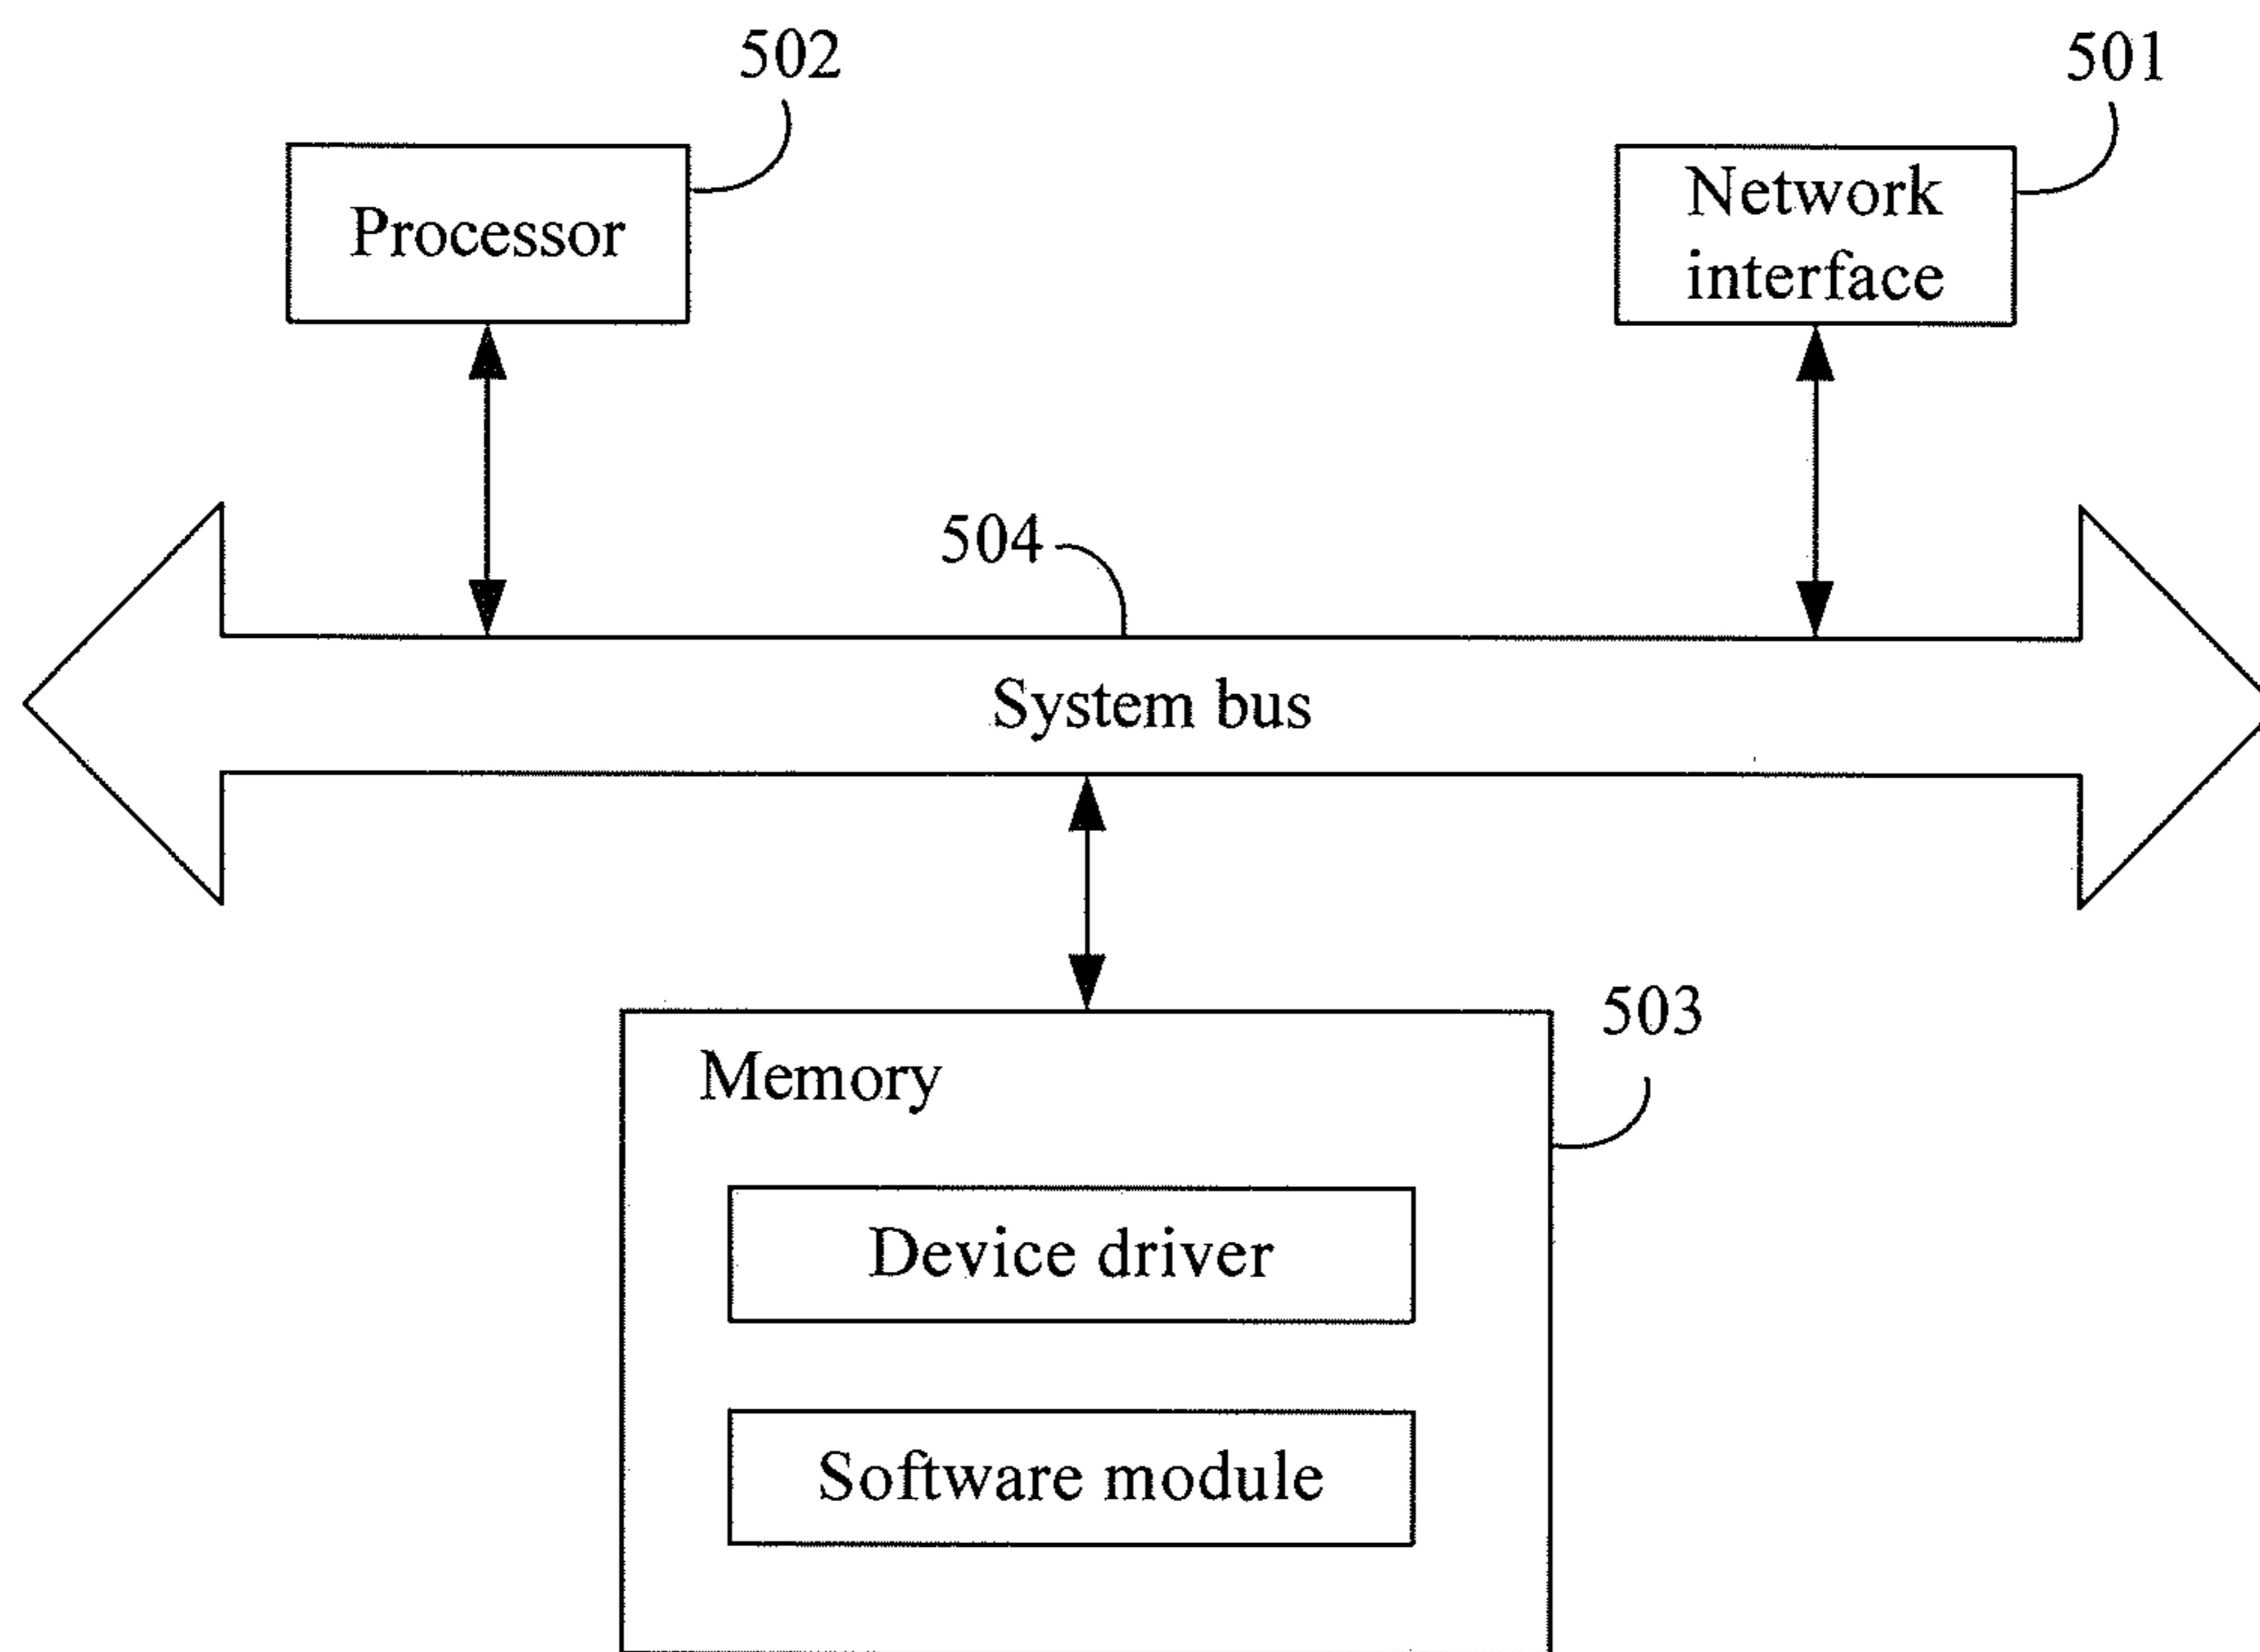 502
501
Processor
Network
interface
504
System bus
503
Memory
Device driver
Software module